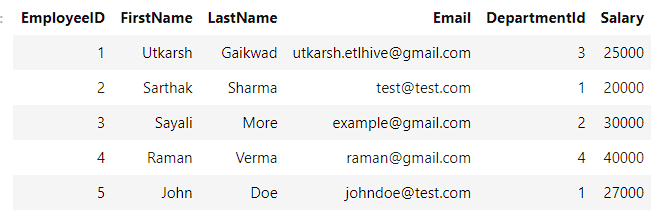 : EmployeeID FirstName LastName Email DepartmentId Salary
1 Utkarsh Gaikwad utkarsh.etlhive@gmail.com 3 25000
2 Sarthak Sharma test@test.com 1 20000
3 Sayali More example@gmail.com 2 30000
4 Raman Verma raman@gmail.com 4 40000
5 John Doe johndoe@test.com 1 27000